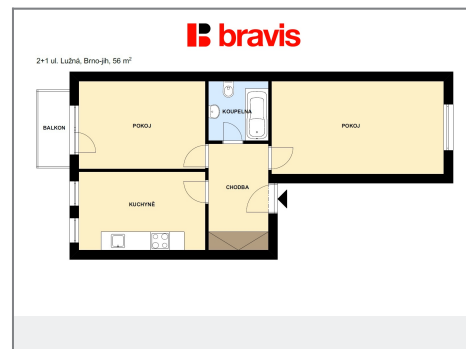 bravis
2+1 ul. Lužná, Brno-jih, 56 m²
KOUPELNA
BALKON
POKOJ
POKOJ
CHODBA
KUCHYNĚ